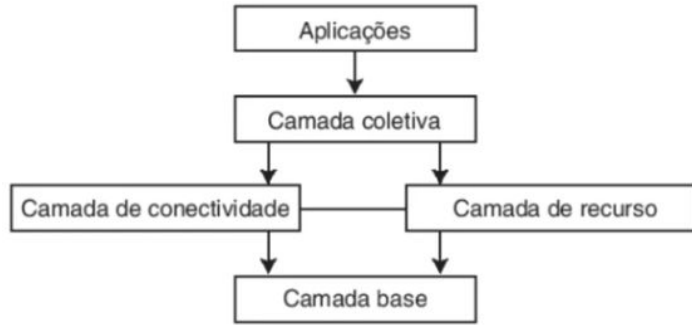 Aplicações
Camada coletiva
Camada de conectividade
Camada de recurso
Camada base